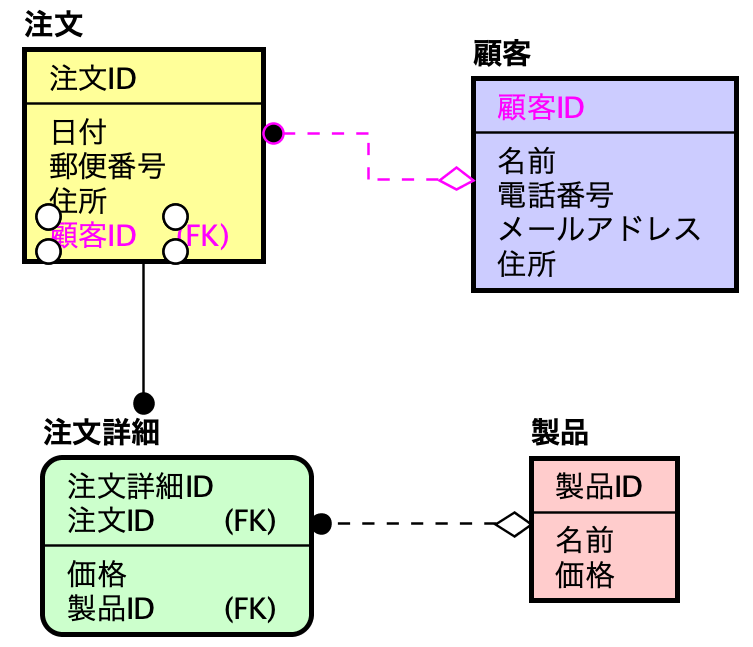 注文
注文ID
日付
郵便番号
住所
顧客ID (FK)
顧客
顧客ID
名前
電話番号
メールアドレス
住所
注文詳細
注文詳細ID
注文ID (FK)
価格
製品ID (FK)
製品
製品ID
名前
価格